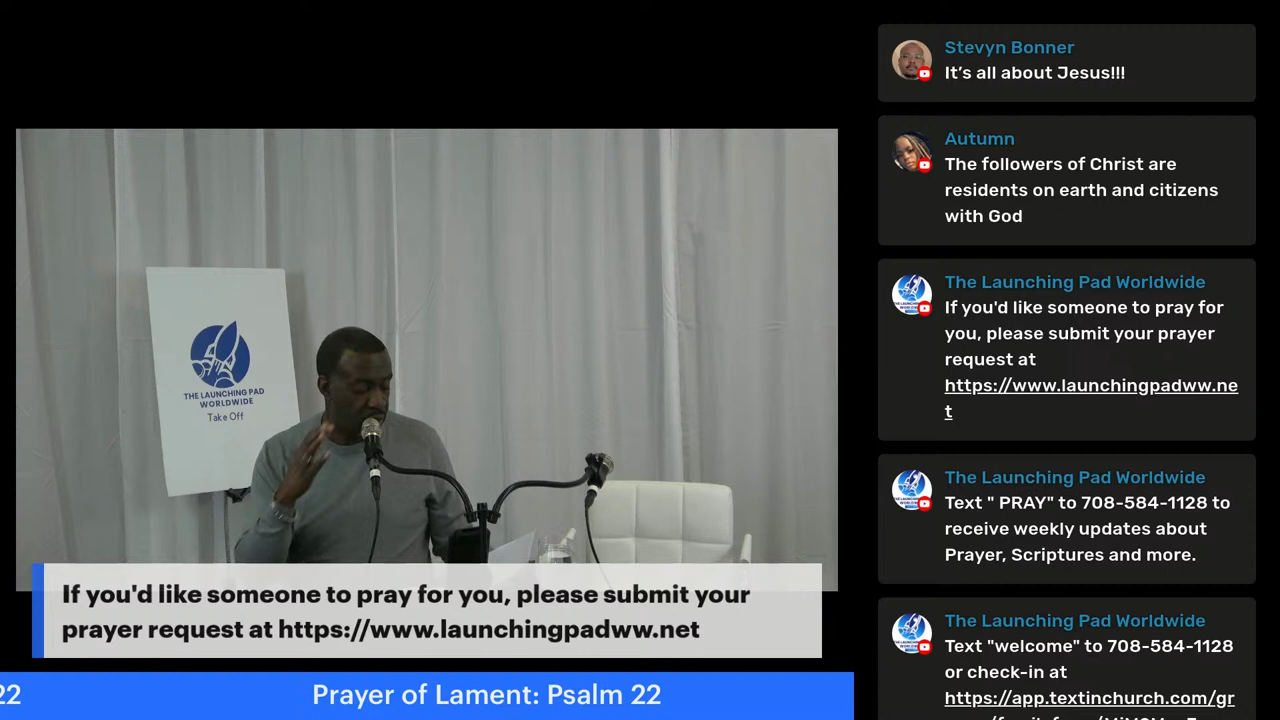 THE LAUNCHING PAD
WORLDWIDE
Take Off
If you'd like someone to pray for you, please submit your
prayer request at https://www.launchingpadww.net
22
Prayer of Lament: Psalm 22
Stevyn Bonner
It’s all about Jesus!!!
Autumn
The followers of Christ are
residents on earth and citizens
with God
The Launching Pad Worldwide
If you'd like someone to pray for
you, please submit your prayer
request at
https://www.launchingpadww.ne
t
The Launching Pad Worldwide
Text " PRAY" to 708-584-1128 to
receive weekly updates about
Prayer, Scriptures and more.
The Launching Pad Worldwide
Text "welcome" to 708-584-1128
or check-in at
https://app.textinchurch.com/gr